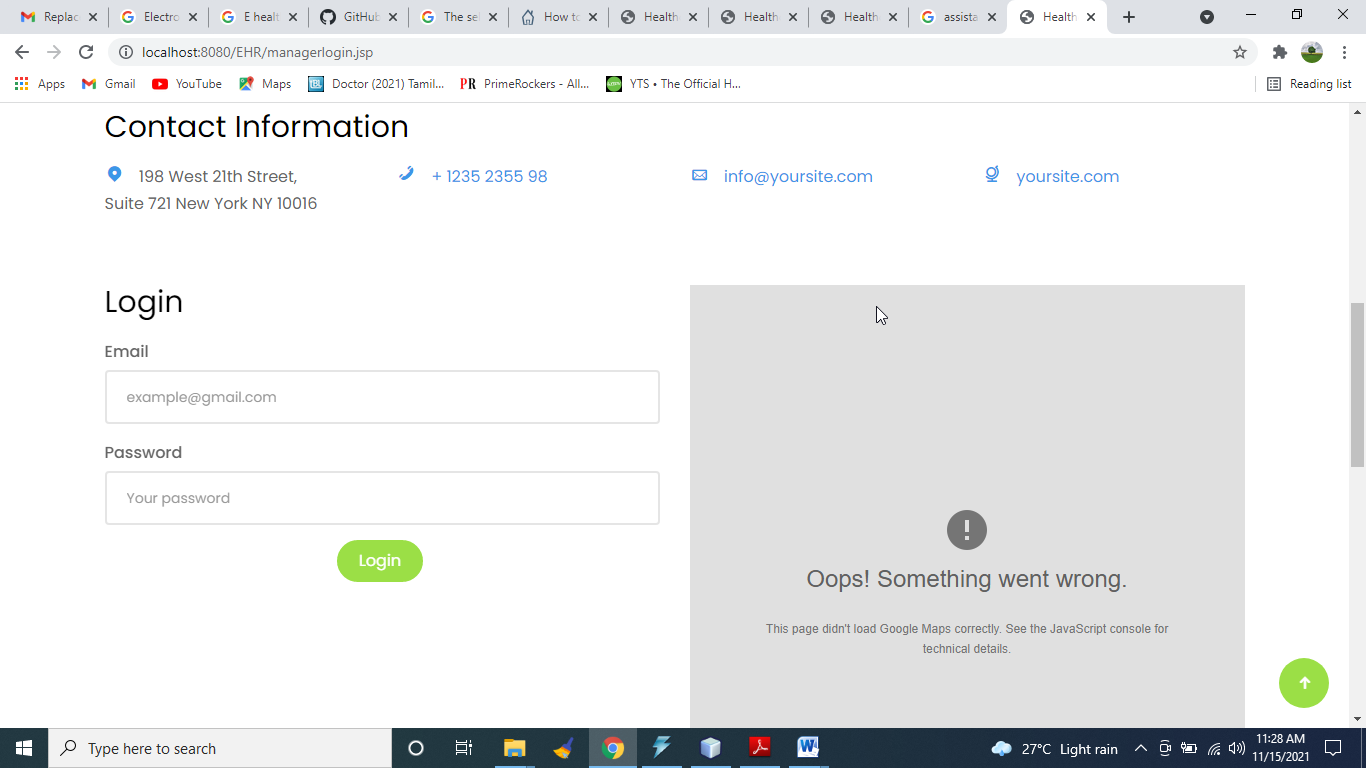 Replac
Electro
E healt
GitHub
The sel
How to
Health
Health
Health
assista
Health
localhost:8080/EHR/managerlogin.jsp
Apps
Gmail
YouTube
Maps
Doctor (2021) Tamil...
PrimeRockers - All...
YTS • The Official H...
Reading list
Contact Information
198 West 21th Street,
Suite 721 New York NY 10016
+ 1235 2355 98
info@yoursite.com
yoursite.com
Login
Email
example@gmail.com
Password
Your password
Login
Oops! Something went wrong.
This page didn't load Google Maps correctly. See the JavaScript console for
technical details.
Type here to search
27°C Light rain
11:28 AM
11/15/2021